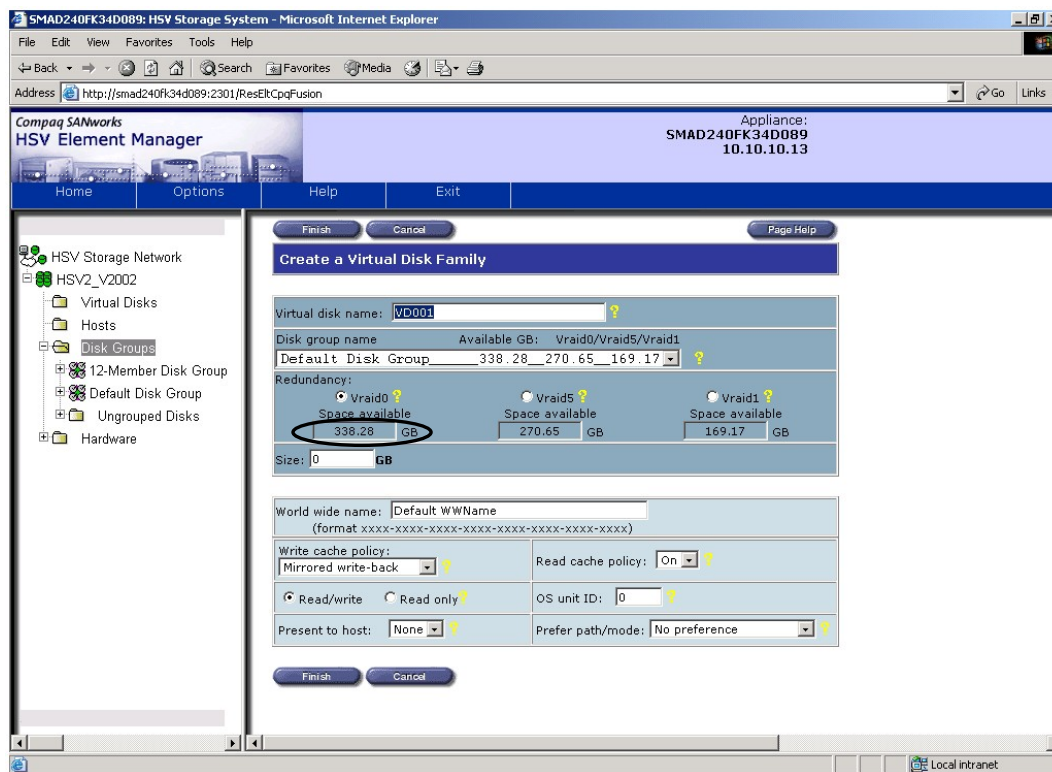 SMAD240FK34D089: HSV Storage System - Microsoft Internet Explorer
File Edit View Favorites Tools Help
Back Search Favorites Media
Address http://smad240fk34d089:2301/ResEltCpqFusion Go Links
Compaq SANworks
HSV Element Manager
Appliance:
SMAD240FK34D089
10.10.10.13
Home Options Help Exit
HSV Storage Network
HSV2_V2002
Virtual Disks
Hosts
Disk Groups
12-Member Disk Group
Default Disk Group
Ungrouped Disks
Hardware
Finish Cancel Page Help
Create a Virtual Disk Family
Virtual disk name: VD001 ?
Disk group name Available GB: Vraid0/Vraid5/Vraid1
Default Disk Group______338.28__270.65__169.17 ?
Redundancy:
Vraid0 ? Vraid5 ? Vraid1 ?
Space available Space available Space available
338.28 GB 270.65 GB 169.17 GB
Size: 0 GB
World wide name: Default WWName
(format xxxx-xxxx-xxxx-xxxx-xxxx-xxxx-xxxx-xxxx)
Write cache policy:
Mirrored write-back ? Read cache policy: On ?
Read/write Read only ? OS unit ID: 0 ?
Present to host: None ? Prefer path/mode: No preference ?
Finish Cancel
Local intranet